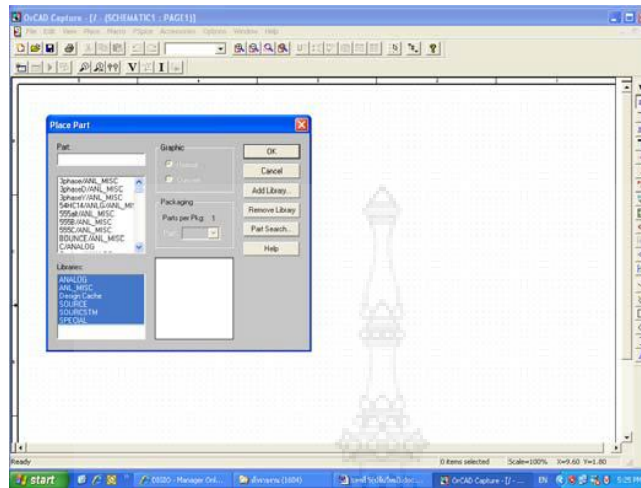 OrCAD Capture - [/ - (SCHEMATIC1 : PAGE1)]
File Edit View Place Macro PSpice Accessories Options Window Help
V I
Place Part
Part:
Graphic
OK
Cancel
3phase/ANL_MISC
3phaseD/ANL_MISC
3phaseY/ANL_MISC
54HC14/ANLG/ANL_MI
555alt/ANL_MISC
555B/ANL_MISC
555C/ANL_MISC
BOUNCE/ANL_MISC
C/ANALOG
Packaging
Parts per Pkg: 1
Add Library...
Remove Library
Part Search...
Help
Libraries:
ANALOG
ANL_MISC
Design Cache
SOURCE
SOURCSTM
SPECIAL
Ready
0 items selected
Scale=100%
X=9.60 Y=1.80
start
OrCAD Capture - [/ - ...
EN